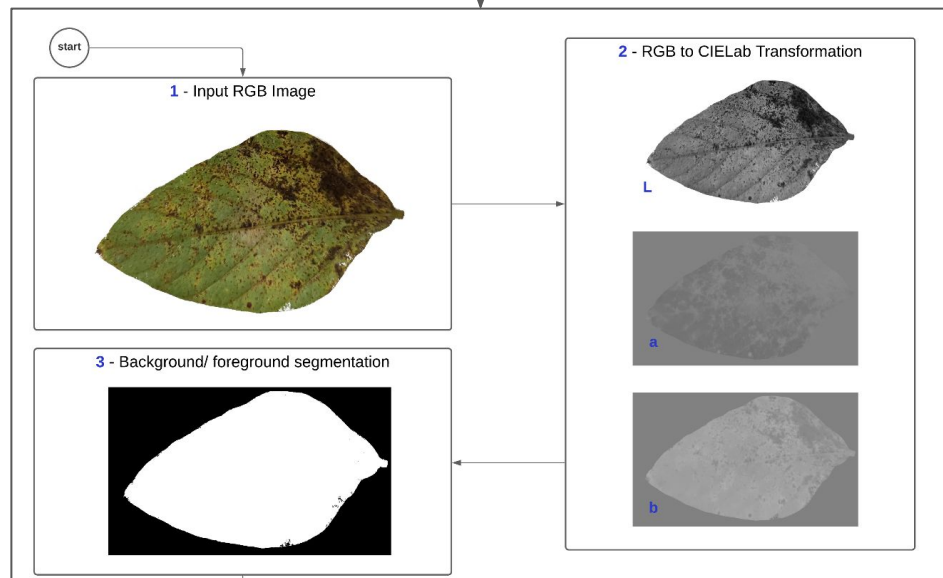 start
1 - Input RGB Image
2 - RGB to CIELab Transformation
L
a
b
3 - Background/ foreground segmentation